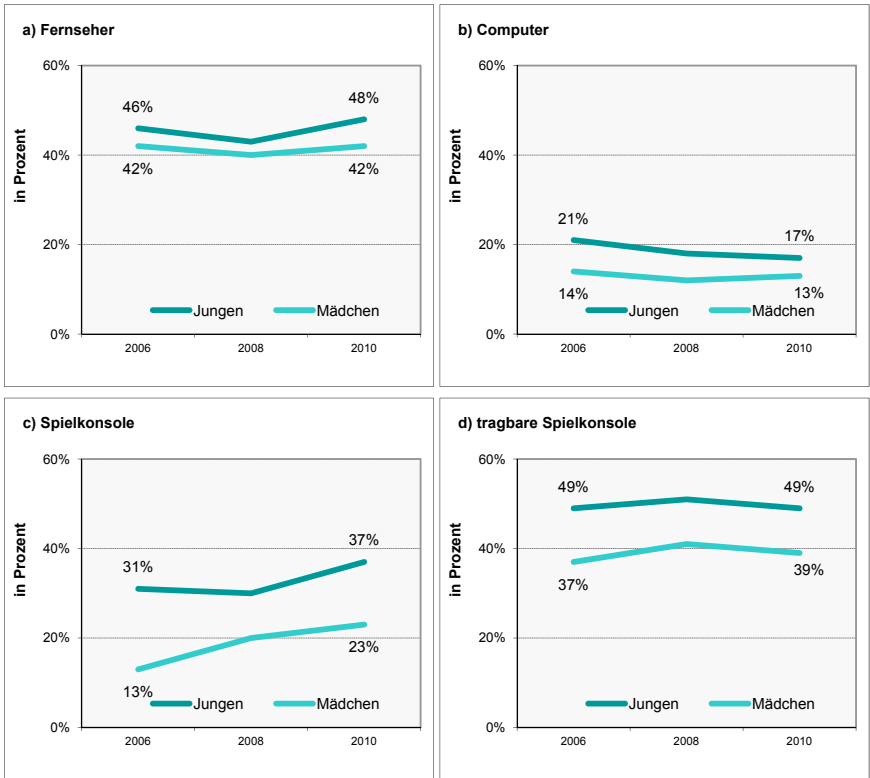 a) Fernseher
60%
40%
20%
0%
in Prozent
46%
48%
42%
42%
Jungen
Mädchen
2006
2008
2010
b) Computer
60%
40%
20%
0%
in Prozent
21%
17%
14%
13%
Jungen
Mädchen
2006
2008
2010
c) Spielkonsole
60%
40%
20%
0%
in Prozent
31%
37%
13%
23%
Jungen
Mädchen
2006
2008
2010
d) tragbare Spielkonsole
60%
40%
20%
0%
in Prozent
49%
49%
37%
39%
Jungen
Mädchen
2006
2008
2010